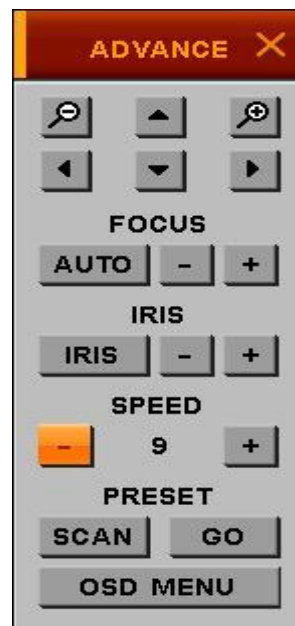 ADVANCE
FOCUS
AUTO - +
IRIS
IRIS - +
SPEED
- 9 +
PRESET
SCAN GO
OSD MENU